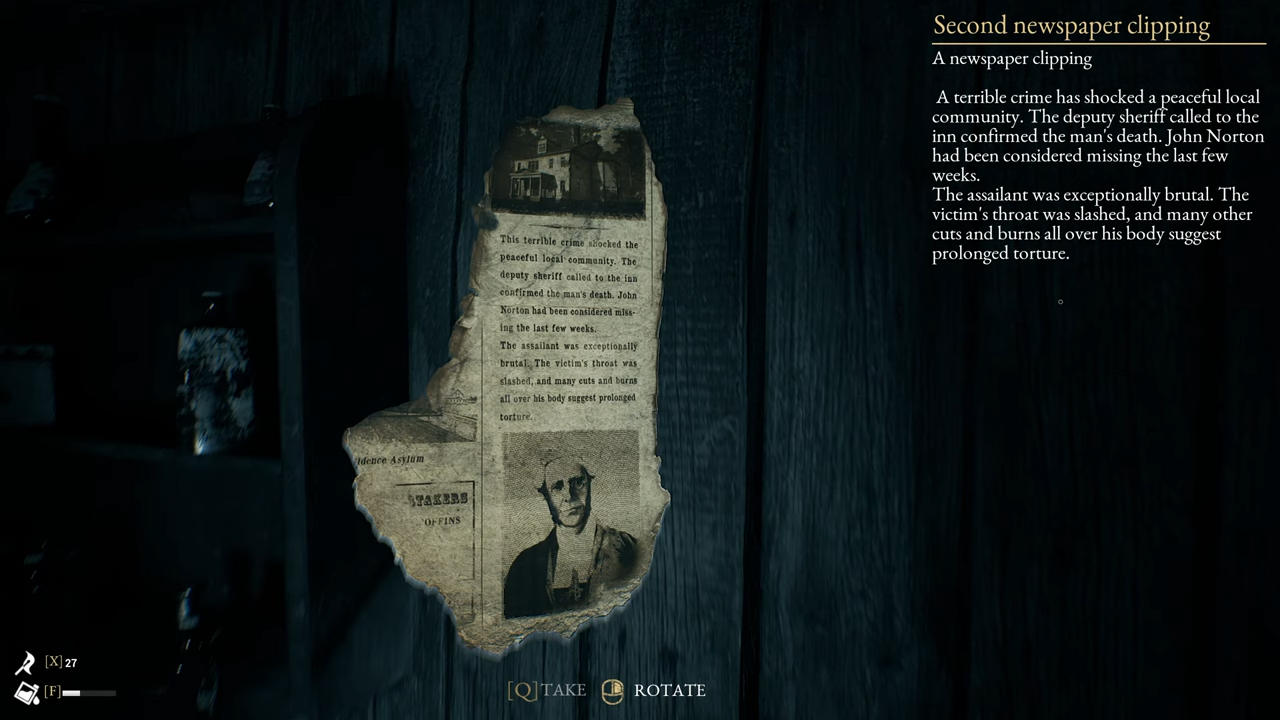 Second newspaper clipping
A newspaper clipping
A terrible crime has shocked a peaceful local
community. The deputy sheriff called to the
inn confirmed the man's death. John Norton
had been considered missing the last few
weeks.
The assailant was exceptionally brutal. The
victim's throat was slashed, and many other
cuts and burns all over his body suggest
prolonged torture.
This terrible crime shocked the
peaceful local community. The
deputy sheriff called to the inn
confirmed the man's death. John
Norton had been considered miss-
ing the last few weeks.
The assailant was exceptionally
brutal. The victim's throat was
slashed, and many cuts and burns
all over his body suggest prolonged
torture.
idence Asylum
STAKERS
OFFINS
[X] 27
[F]
[Q] TAKE ROTATE